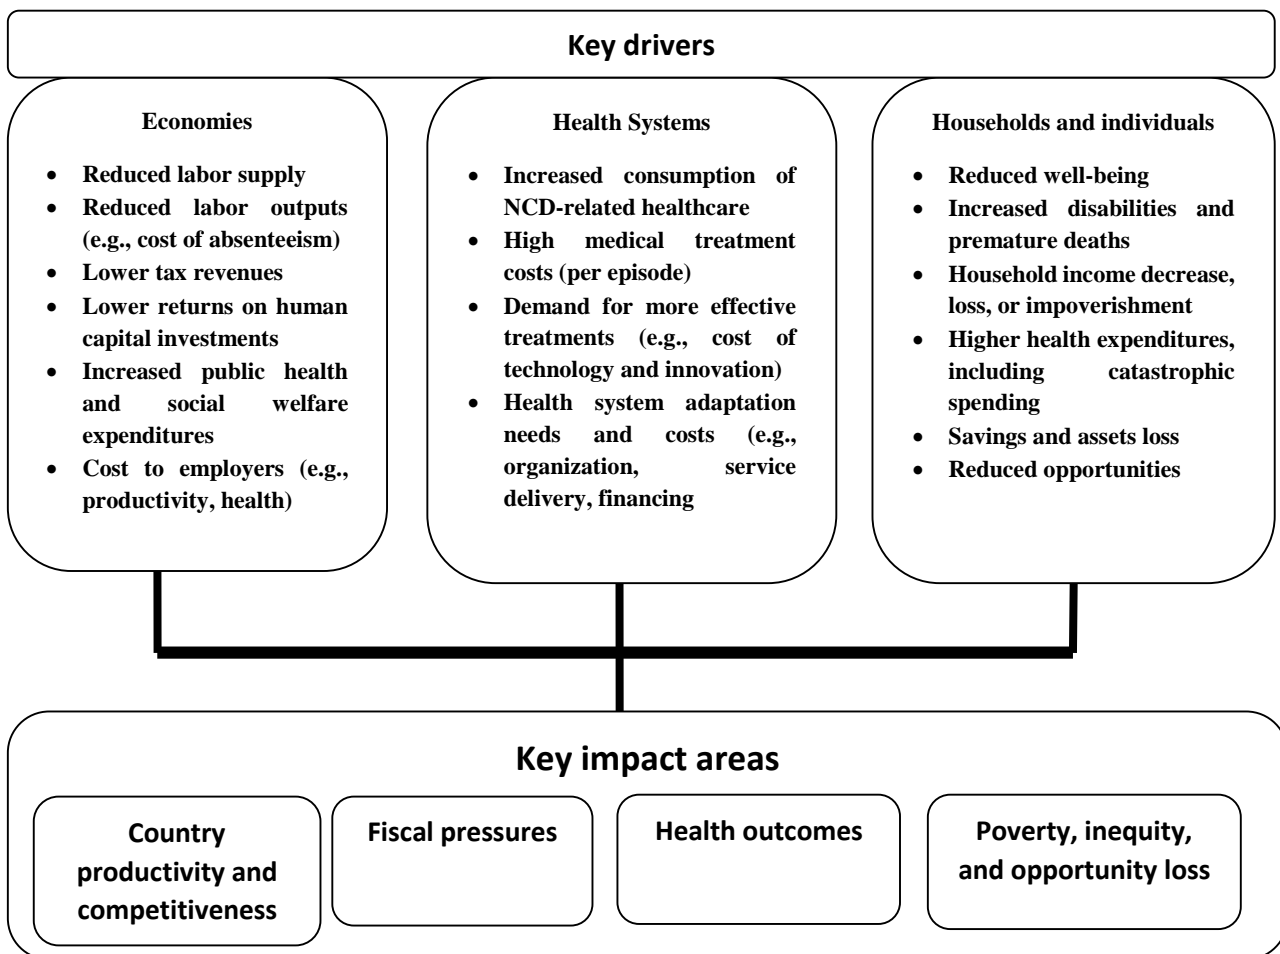 Key drivers
Economies
• Reduced labor supply
• Reduced labor outputs
(e.g., cost of absenteeism)
• Lower tax revenues
• Lower returns on human
capital investments
• Increased public health
and social welfare
expenditures
• Cost to employers (e.g.,
productivity, health)
Health Systems
• Increased consumption of
NCD-related healthcare
• High medical treatment
costs (per episode)
• Demand for more effective
treatments (e.g., cost of
technology and innovation)
• Health system adaptation
needs and costs (e.g.,
organization, service
delivery, financing
Households and individuals
• Reduced well-being
• Increased disabilities and
premature deaths
• Household income decrease,
loss, or impoverishment
• Higher health expenditures,
including catastrophic
spending
• Savings and assets loss
• Reduced opportunities
Key impact areas
Country
productivity and
competitiveness
Fiscal pressures
Health outcomes
Poverty, inequity,
and opportunity loss